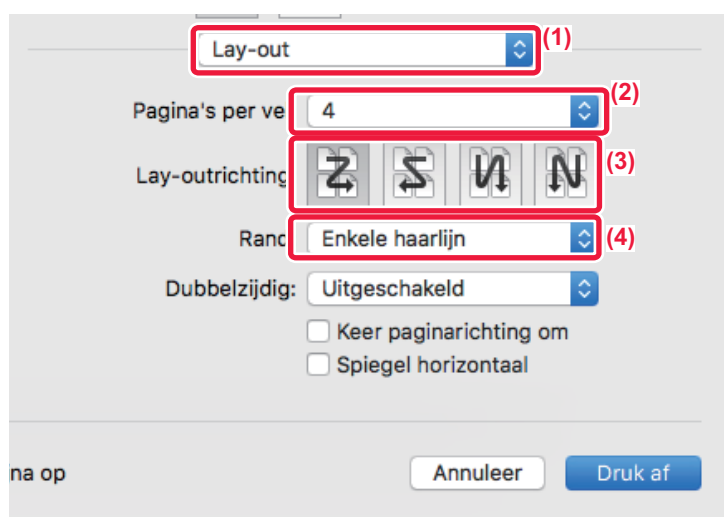 Lay-out (1)
Pagina's per ve 4 (2)
Lay-outrichting (3)
Rand Enkele haarlijn (4)
Dubbelzijdig: Uitgeschakeld
Keer paginarichting om
Spiegel horizontaal
na op Annuleer Druk af